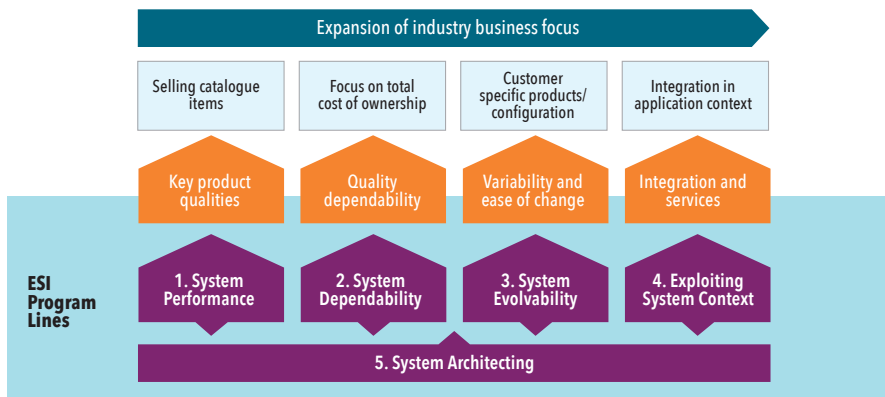 Expansion of industry business focus
Selling catalogue
items
Focus on total
cost of ownership
Customer
specific products/
configuration
Integration in
application context
Key product
qualities
Quality
dependability
Variability and
ease of change
Integration and
services
ESI
Program
Lines
1. System
Performance
2. System
Dependability
3. System
Evolvability
4. Exploiting
System Context
5. System Architecting